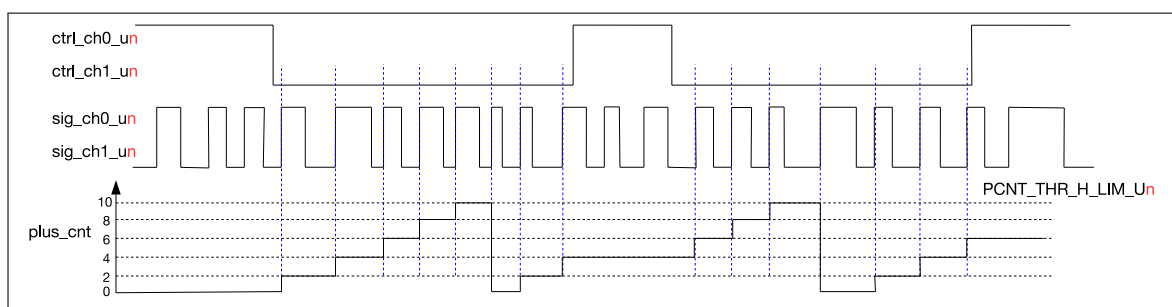 ctrl_ch0_un
ctrl_ch1_un
sig_ch0_un
sig_ch1_un
PCNT_THR_H_LIM_Un
plus_cnt
10
8
6
4
2
0